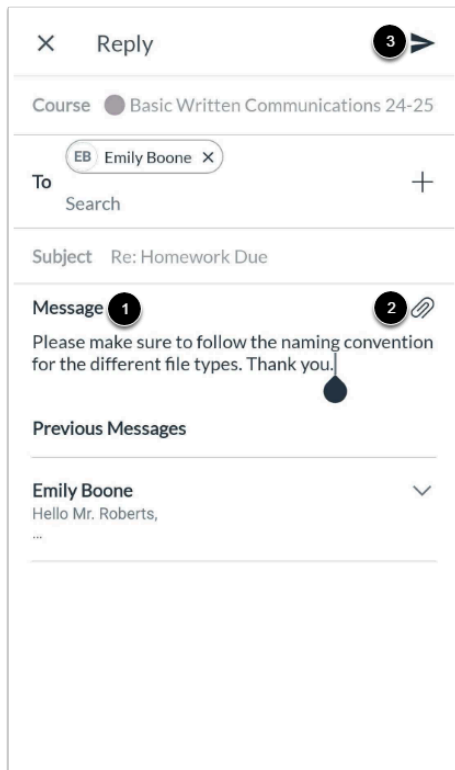 Reply 3
Course Basic Written Communications 24-25
EB Emily Boone
To
Search
Subject Re: Homework Due
Message 1 2
Please make sure to follow the naming convention
for the different file types. Thank you.
Previous Messages
Emily Boone
Hello Mr. Roberts,
...